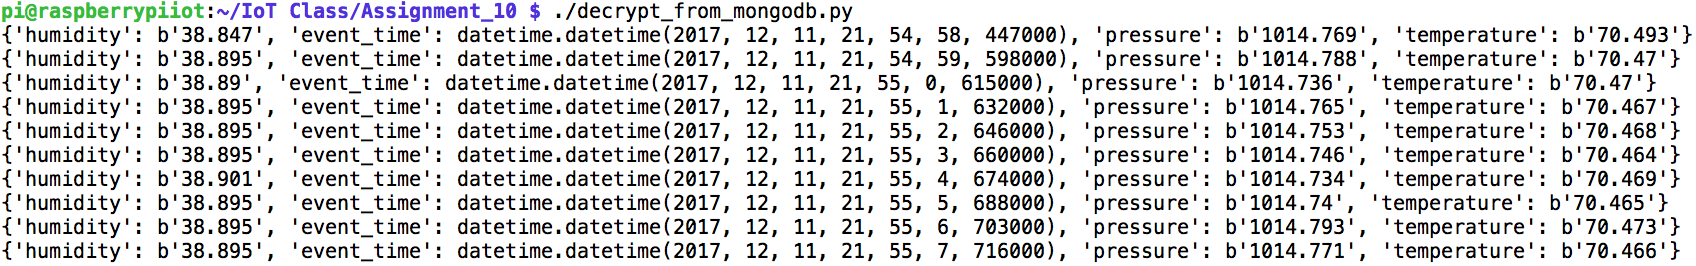 pi@raspberrypiiot:~/IoT Class/Assignment_10 $ ./decrypt_from_mongodb.py
{'humidity': b'38.847', 'event_time': datetime.datetime(2017, 12, 11, 21, 54, 58, 447000), 'pressure': b'1014.769', 'temperature': b'70.493'}
{'humidity': b'38.895', 'event_time': datetime.datetime(2017, 12, 11, 21, 54, 59, 598000), 'pressure': b'1014.788', 'temperature': b'70.47'}
{'humidity': b'38.89', 'event_time': datetime.datetime(2017, 12, 11, 21, 55, 0, 615000), 'pressure': b'1014.736', 'temperature': b'70.47'}
{'humidity': b'38.895', 'event_time': datetime.datetime(2017, 12, 11, 21, 55, 1, 632000), 'pressure': b'1014.765', 'temperature': b'70.467'}
{'humidity': b'38.895', 'event_time': datetime.datetime(2017, 12, 11, 21, 55, 2, 646000), 'pressure': b'1014.753', 'temperature': b'70.468'}
{'humidity': b'38.895', 'event_time': datetime.datetime(2017, 12, 11, 21, 55, 3, 660000), 'pressure': b'1014.746', 'temperature': b'70.464'}
{'humidity': b'38.901', 'event_time': datetime.datetime(2017, 12, 11, 21, 55, 4, 674000), 'pressure': b'1014.734', 'temperature': b'70.469'}
{'humidity': b'38.895', 'event_time': datetime.datetime(2017, 12, 11, 21, 55, 5, 688000), 'pressure': b'1014.74', 'temperature': b'70.465'}
{'humidity': b'38.895', 'event_time': datetime.datetime(2017, 12, 11, 21, 55, 6, 703000), 'pressure': b'1014.793', 'temperature': b'70.473'}
{'humidity': b'38.895', 'event_time': datetime.datetime(2017, 12, 11, 21, 55, 7, 716000), 'pressure': b'1014.771', 'temperature': b'70.466'}